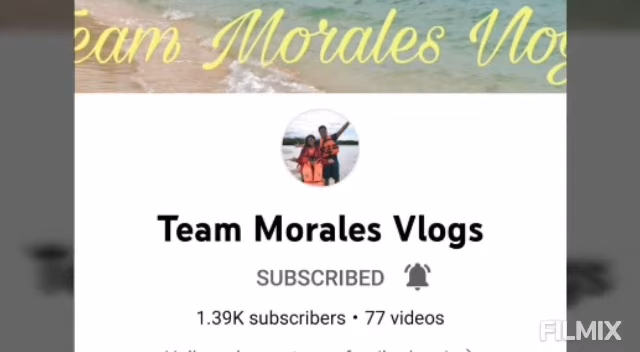 Team Morales Vlog
Team Morales Vlogs
SUBSCRIBED
1.39K subscribers • 77 videos
FILMIX